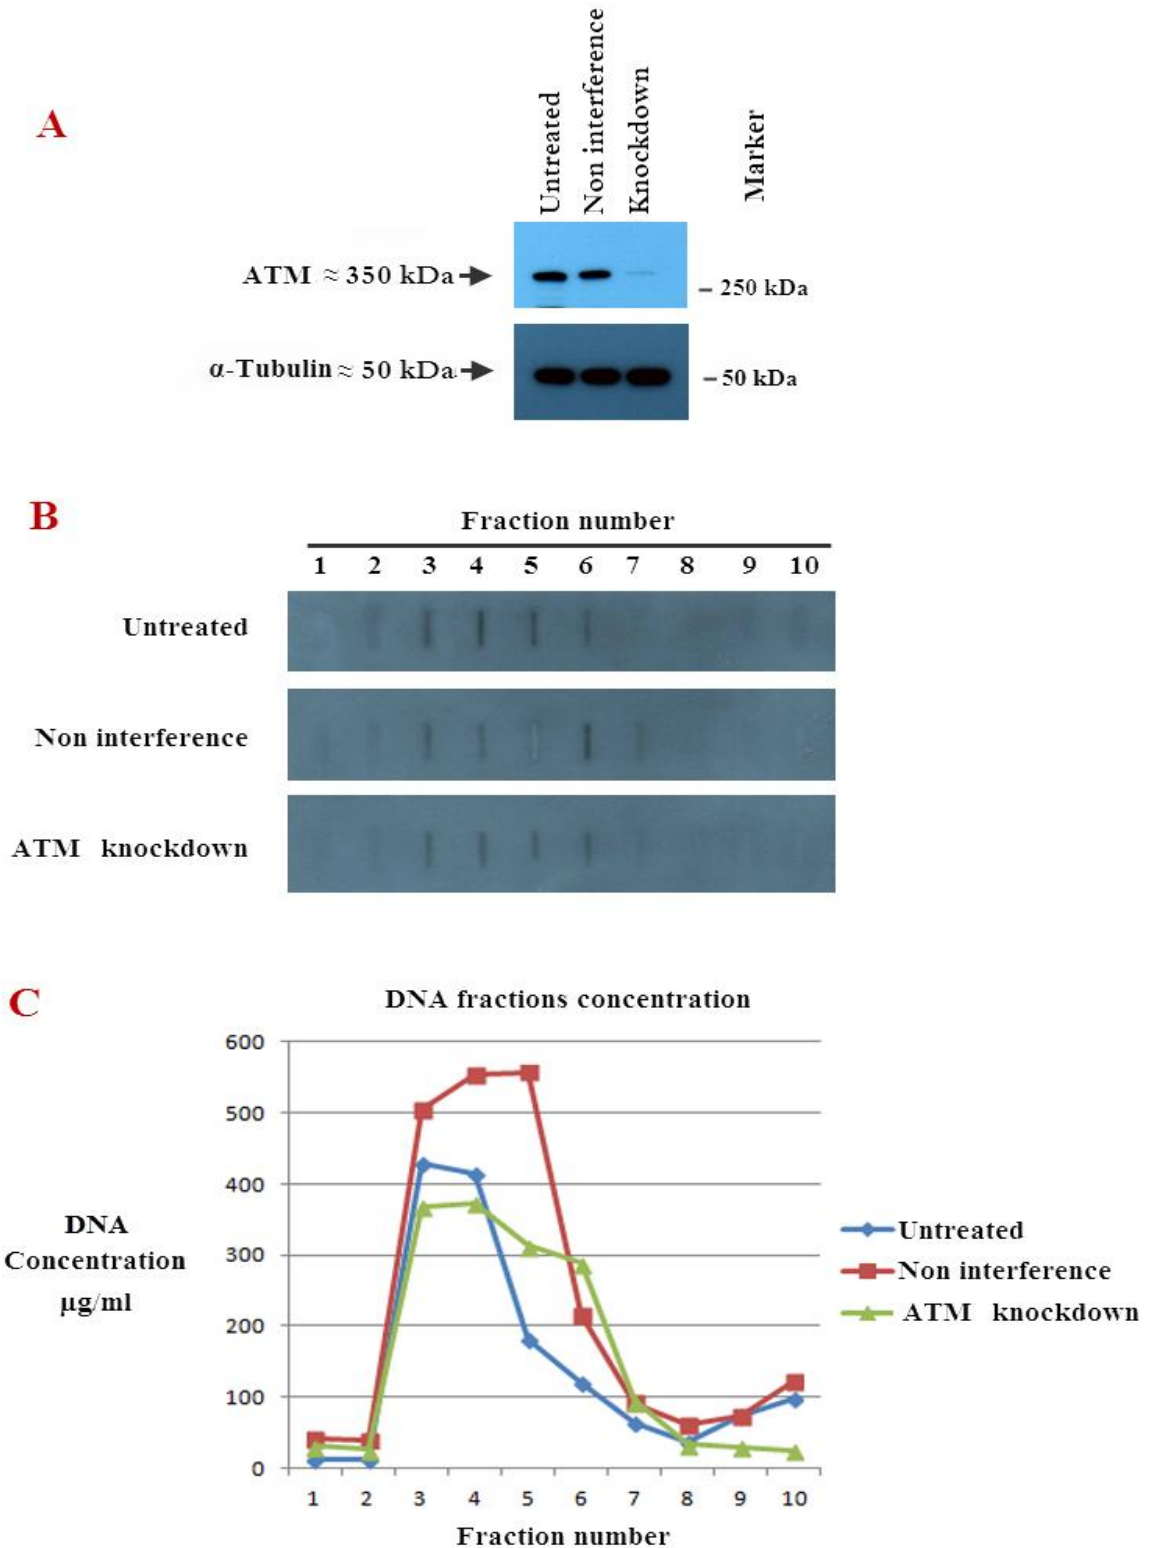 A
Untreated
Non interference
Knockdown
Marker
ATM ≈ 350 kDa
– 250 kDa
α-Tubulin ≈ 50 kDa
– 50 kDa
B
Fraction number
1 2 3 4 5 6 7 8 9 10
Untreated
Non interference
ATM knockdown
C
DNA fractions concentration
600
500
400
300
200
100
0
DNA
Concentration
µg/ml
1 2 3 4 5 6 7 8 9 10
Fraction number
Untreated
Non interference
ATM knockdown